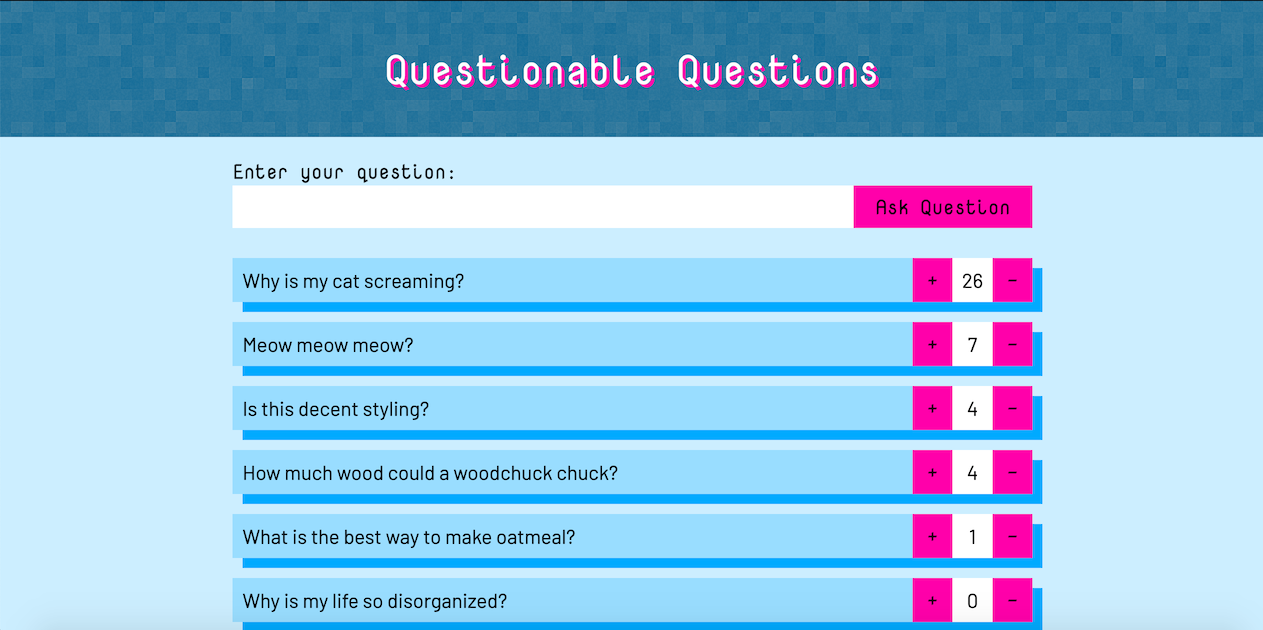 Questionable Questions
Enter your question:
Ask Question
Why is my cat screaming? + 26 −
Meow meow meow? + 7 −
Is this decent styling? + 4 −
How much wood could a woodchuck chuck? + 4 −
What is the best way to make oatmeal? + 1 −
Why is my life so disorganized? + 0 −